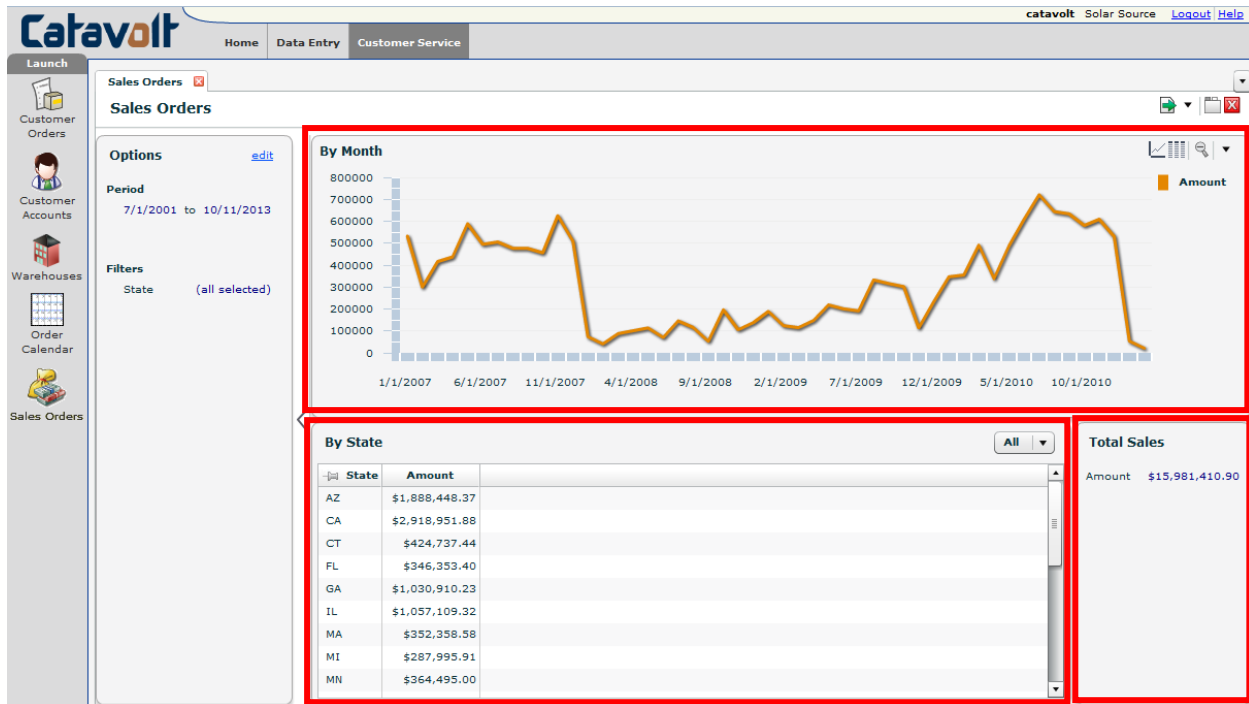 Catavolt
catavolt Solar Source Logout Help
Home Data Entry Customer Service
Launch
Customer
Orders
Customer
Accounts
Warehouses
Order
Calendar
Sales Orders
Sales Orders
Sales Orders
Options edit
Period
7/1/2001 to 10/11/2013
Filters
State (all selected)
By Month
Amount
800000
700000
600000
500000
400000
300000
200000
100000
0
1/1/2007 6/1/2007 11/1/2007 4/1/2008 9/1/2008 2/1/2009 7/1/2009 12/1/2009 5/1/2010 10/1/2010
By State All
State Amount
AZ $1,888,448.37
CA $2,918,951.88
CT $424,737.44
FL $346,353.40
GA $1,030,910.23
IL $1,057,109.32
MA $352,358.58
MI $287,995.91
MN $364,495.00
Total Sales
Amount $15,981,410.90